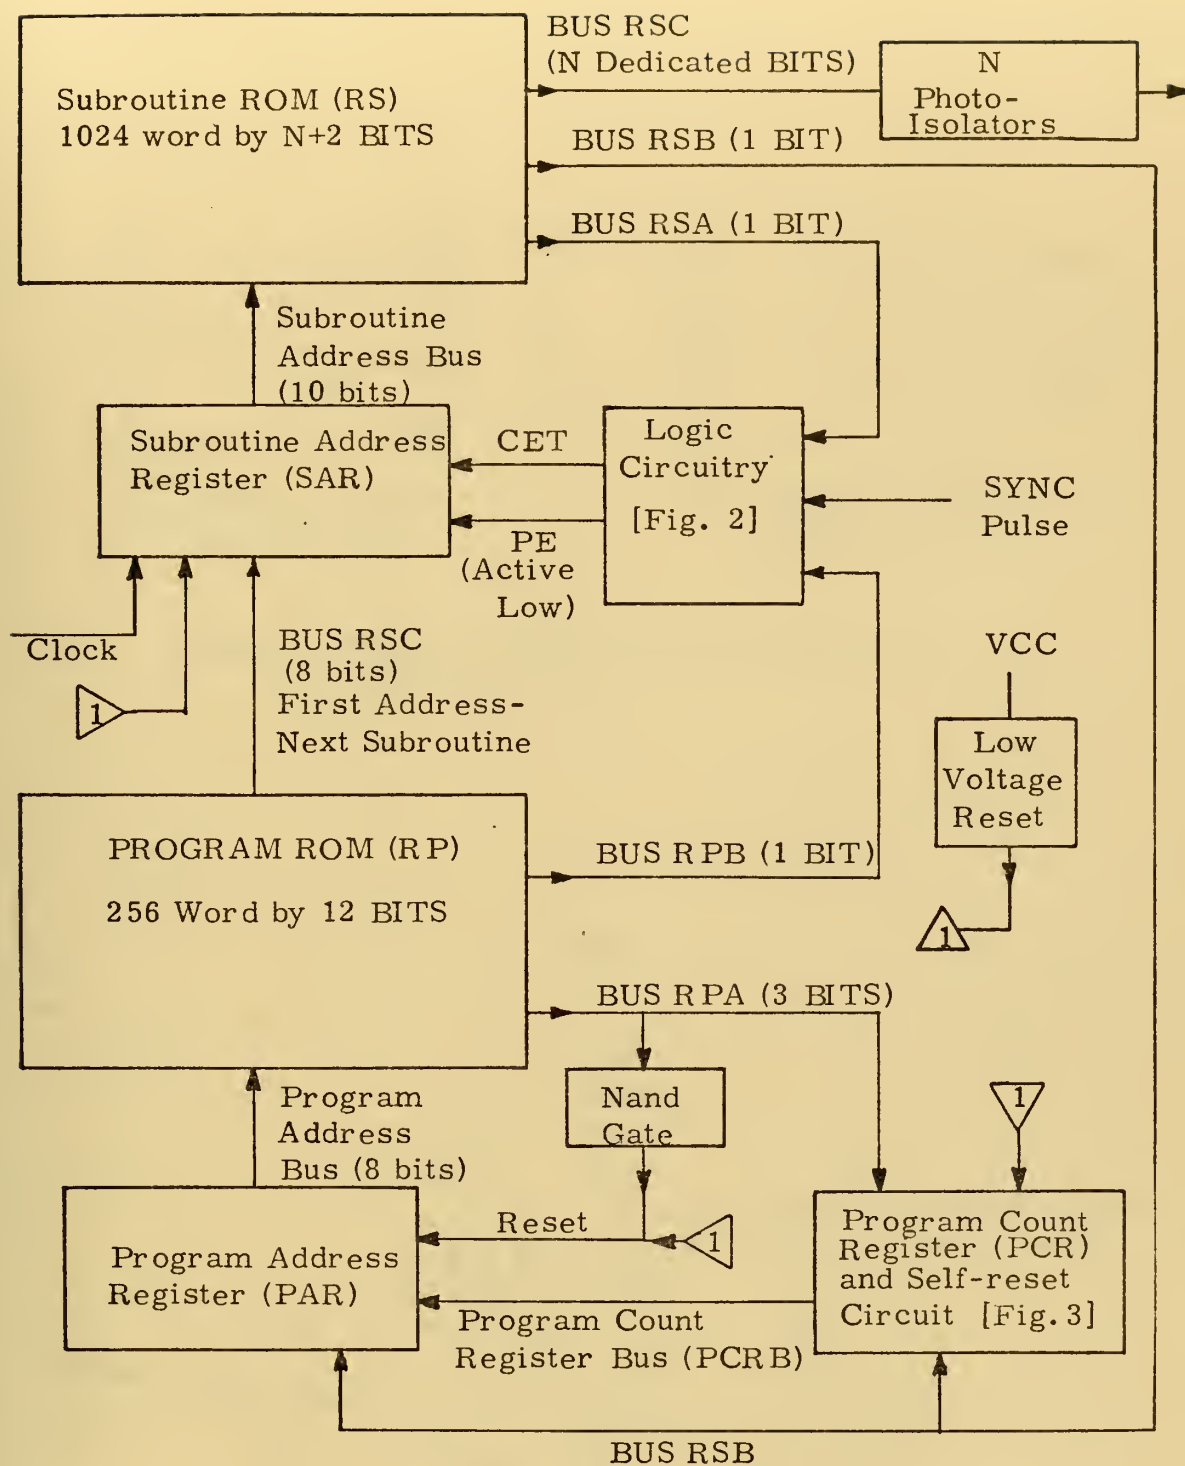 BUS RSC
(N Dedicated BITS)
N
Photo-
Isolators
Subroutine ROM (RS)
1024 word by N+2 BITS
BUS RSB (1 BIT)
BUS RSA (1 BIT)
Subroutine
Address Bus
(10 bits)
Subroutine Address
Register (SAR)
CET
PE
(Active
Low)
Logic
Circuitry
[Fig. 2]
SYNC
Pulse
Clock
1
BUS RSC
(8 bits)
First Address-
Next Subroutine
VCC
Low
Voltage
Reset
1
PROGRAM ROM (RP)
256 Word by 12 BITS
BUS RPB (1 BIT)
BUS RPA (3 BITS)
Nand
Gate
1
Program
Address
Bus (8 bits)
Reset
1
Program Address
Register (PAR)
Program Count
Register Bus (PCRB)
Program Count
Register (PCR)
and Self-reset
Circuit [Fig. 3]
BUS RSB